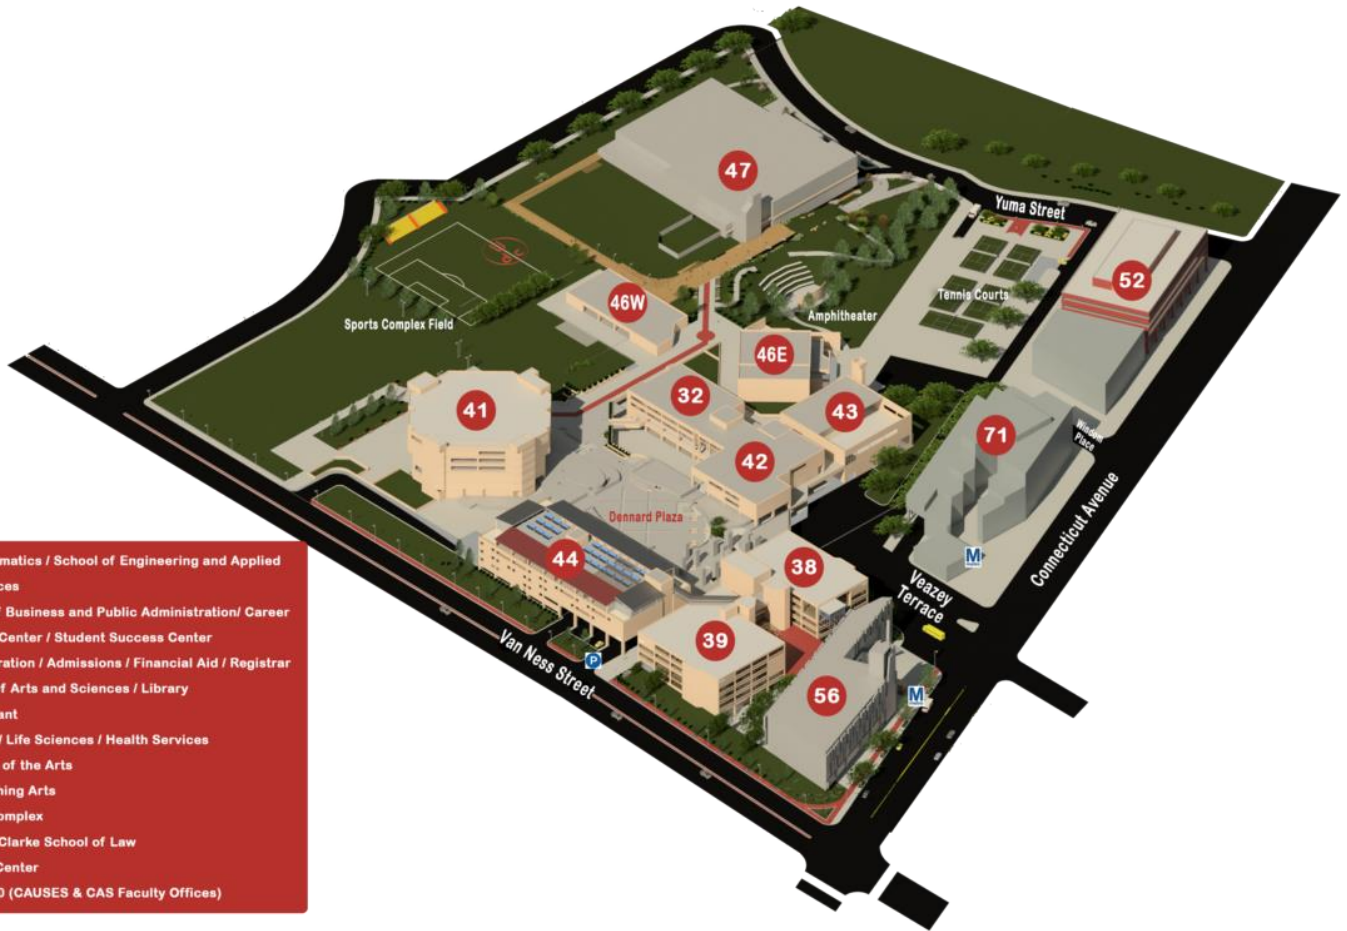 47
Yuma Street
52
46W
Tennis Courts
Amphitheater
Sports Complex Field
46E
32
43
41
71
Windom
Place
42
Dennard Plaza
Connecticut Avenue
44
38
M
Veazey
Terrace
39
Van Ness Street
P
56
M
matics / School of Engineering and Applied
ces
Business and Public Administration/ Career
Center / Student Success Center
ration / Admissions / Financial Aid / Registrar
f Arts and Sciences / Library
ant
/ Life Sciences / Health Services
of the Arts
ming Arts
omplex
Clarke School of Law
Center
0 (CAUSES & CAS Faculty Offices)